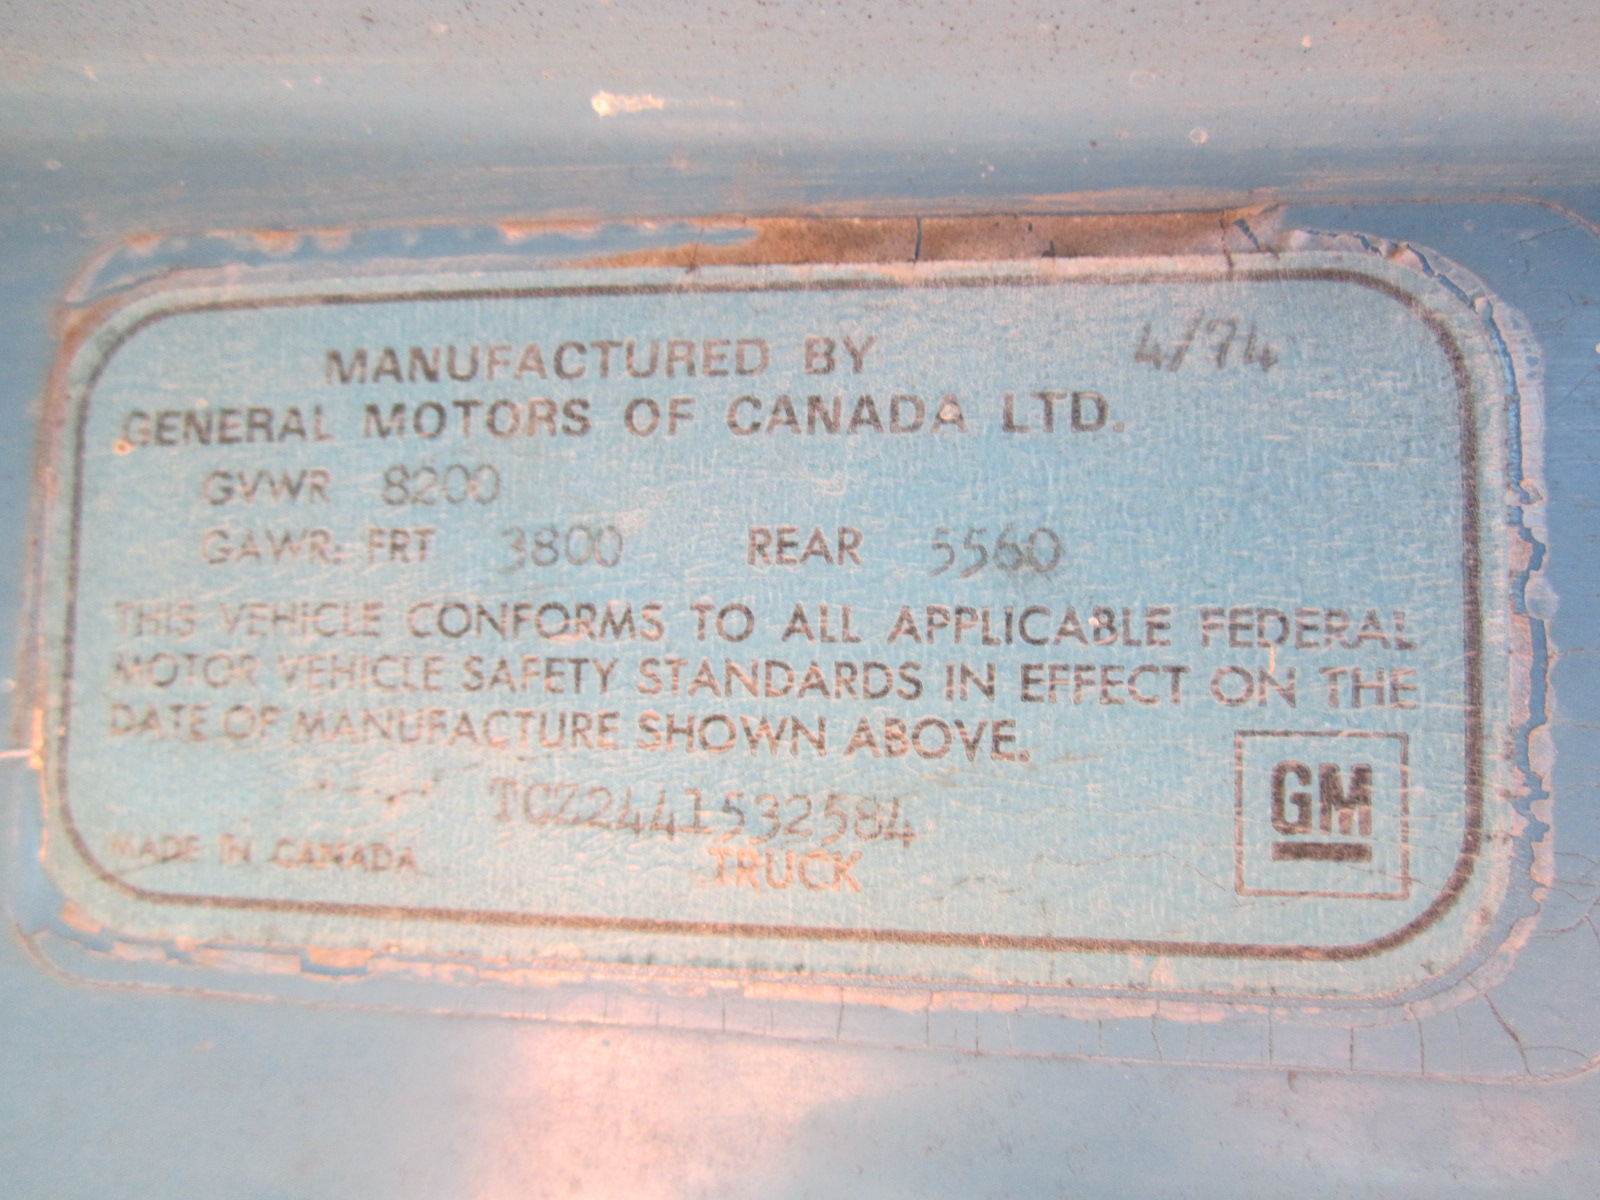 MANUFACTURED BY 4/74
GENERAL MOTORS OF CANADA LTD.
GVWR 8200
GAWR: FRT 3800 REAR 5560
THIS VEHICLE CONFORMS TO ALL APPLICABLE FEDERAL
MOTOR VEHICLE SAFETY STANDARDS IN EFFECT ON THE
DATE OF MANUFACTURE SHOWN ABOVE.
TCZ2441532584
MADE IN CANADA TRUCK
GM